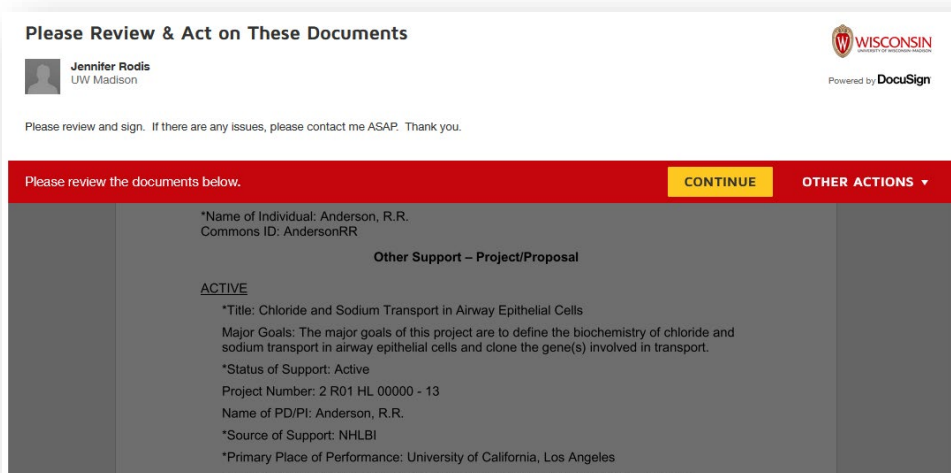 Please Review & Act on These Documents
WISCONSIN
UNIVERSITY OF WISCONSIN-MADISON
Jennifer Rodis
UW Madison
Powered by DocuSign
Please review and sign. If there are any issues, please contact me ASAP. Thank you.
Please review the documents below.
CONTINUE
OTHER ACTIONS
*Name of Individual: Anderson, R.R.
Commons ID: AndersonRR
Other Support – Project/Proposal
ACTIVE
*Title: Chloride and Sodium Transport in Airway Epithelial Cells
Major Goals: The major goals of this project are to define the biochemistry of chloride and
sodium transport in airway epithelial cells and clone the gene(s) involved in transport.
*Status of Support: Active
Project Number: 2 R01 HL 00000 - 13
Name of PD/PI: Anderson, R.R.
*Source of Support: NHLBI
*Primary Place of Performance: University of California, Los Angeles